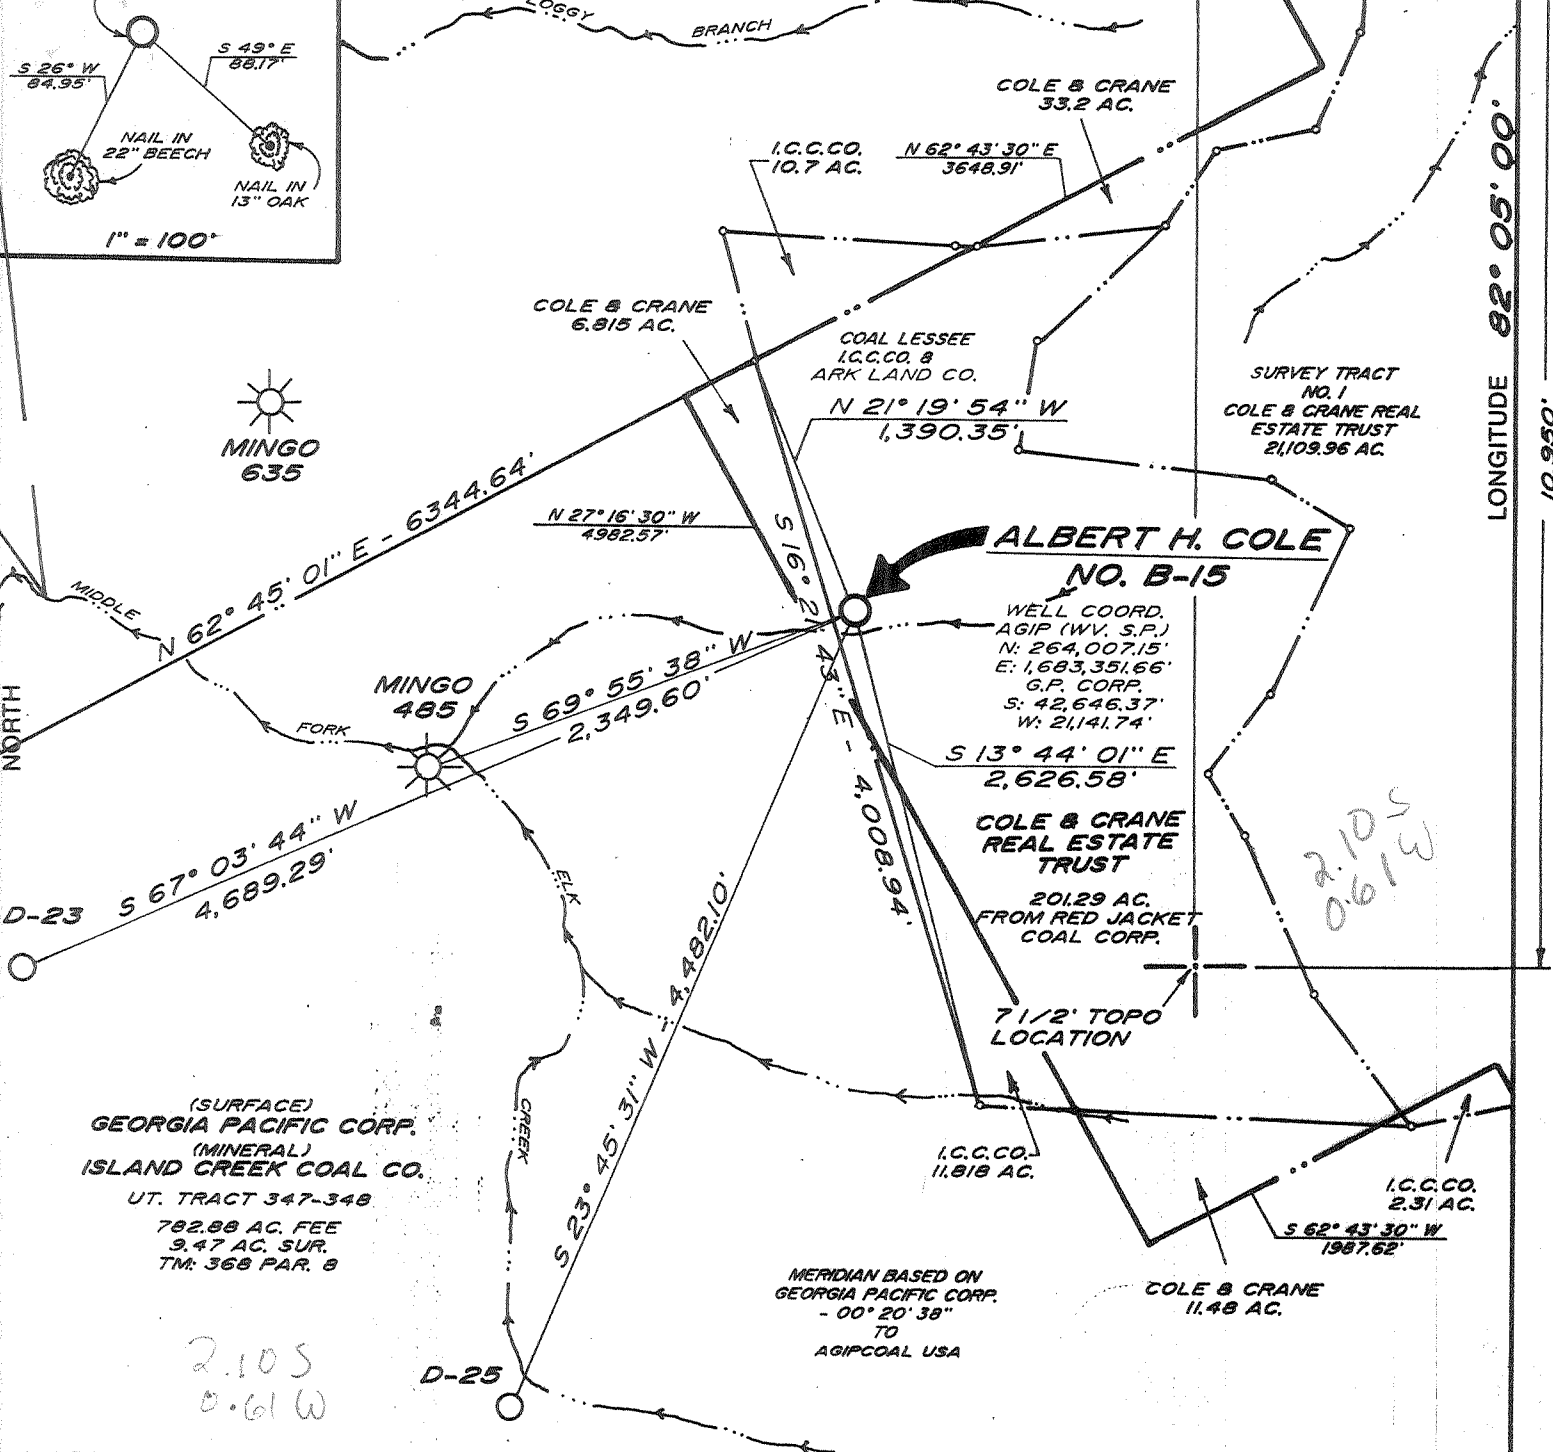 LOGGY
BRANCH
S 49° E
88.17'
S 26° W
84.95'
NAIL IN
22" BEECH
NAIL IN
13" OAK
1" = 100'
COLE & CRANE
33.2 AC.
I.C.C.CO.
10.7 AC.
N 62° 43' 30" E
3648.91'
COLE & CRANE
6.815 AC.
COAL LESSEE
I.C.C.CO. &
ARK LAND CO.
N 21° 19' 54" W
1,390.35'
SURVEY TRACT
NO. 1
COLE & CRANE REAL
ESTATE TRUST
21,109.96 AC.
LONGITUDE 82° 05' 00"
10,950'
MINGO
635
N 62° 45' 01" E - 6344.64'
N 27° 16' 30" W
4982.57'
S 16° 21' 43" E - 4,008.94'
ALBERT H. COLE
NO. B-15
WELL COORD.
AGIP (WV. S.P.)
N: 264,007.15'
E: 1,683,351.66'
G.P. CORP.
S: 42,646.37'
W: 21,141.74'
MIDDLE
FORK
NORTH
MINGO
485
S 69° 55' 38" W
2,349.60'
S 13° 44' 01" E
2,626.58'
S 67° 03' 44" W
4,689.29'
D-23
ELK
CREEK
S 23° 45' 31" W - 4,482.10'
COLE & CRANE
REAL ESTATE
TRUST
201.29 AC.
FROM RED JACKET
COAL CORP.
2.10 S
0.61 W
7 1/2' TOPO
LOCATION
(SURFACE)
GEORGIA PACIFIC CORP.
(MINERAL)
ISLAND CREEK COAL CO.
UT. TRACT 347-348
782.88 AC. FEE
9.47 AC. SUR.
TM: 368 PAR. 8
I.C.C.CO.
11.818 AC.
I.C.C.CO.
2.31 AC.
S 62° 43' 30" W
1987.62'
COLE & CRANE
11.48 AC.
MERIDIAN BASED ON
GEORGIA PACIFIC CORP.
- 00° 20' 38"
TO
AGIPCOAL USA
2.10 S
0.61 W
D-25